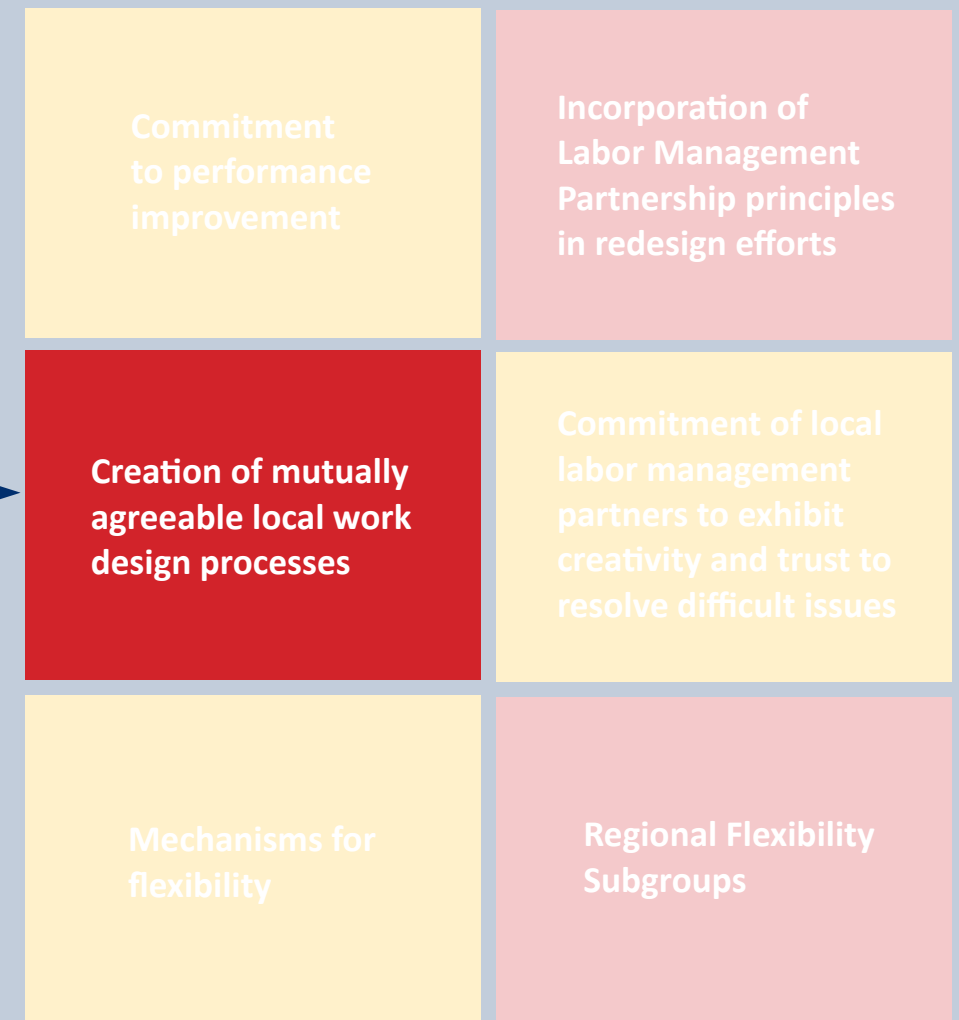 Commitment
to performance
improvement
Incorporation of
Labor Management
Partnership principles
in redesign efforts
Creation of mutually
agreeable local work
design processes
Commitment of local
labor management
partners to exhibit
creativity and trust to
resolve difficult issues
Mechanisms for
flexibility
Regional Flexibility
Subgroups